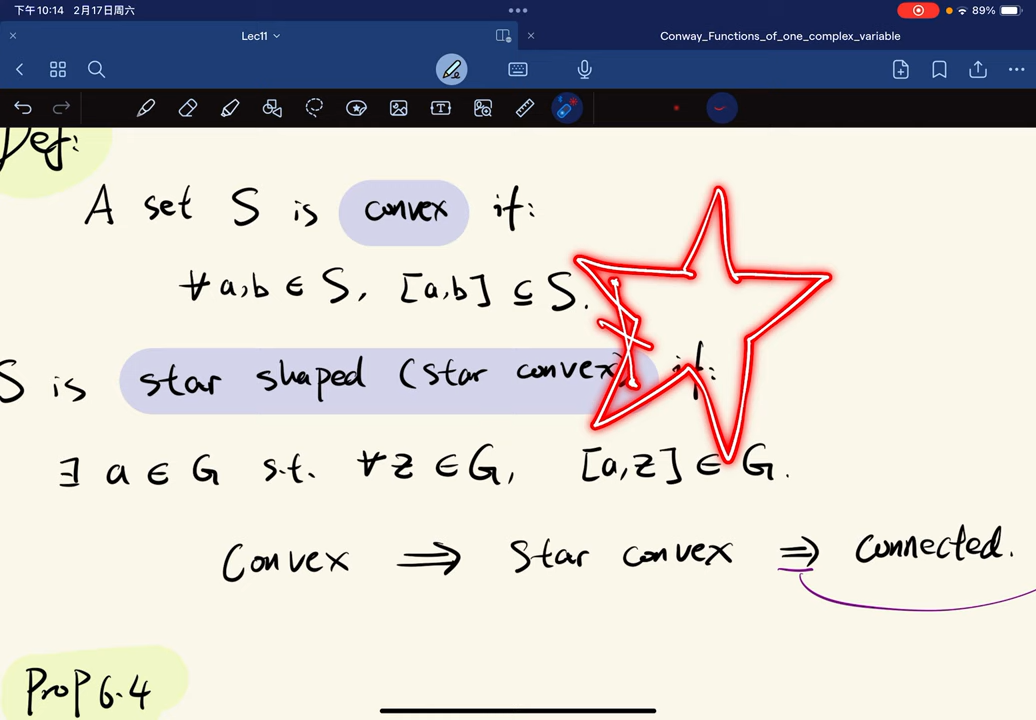 下午10:14 2月17日周六
89%
Lec11
Conway_Functions_of_one_complex_variable
Def:
A set S is convex if:
∀ a,b ∈ S, [a,b] ⊆ S.
S is star shaped (star convex) if:
∃ a ∈ G s.t. ∀ z ∈ G, [a,z] ∈ G.
Convex ⟹ Star convex ⟹ Connected.
Prop 6.4